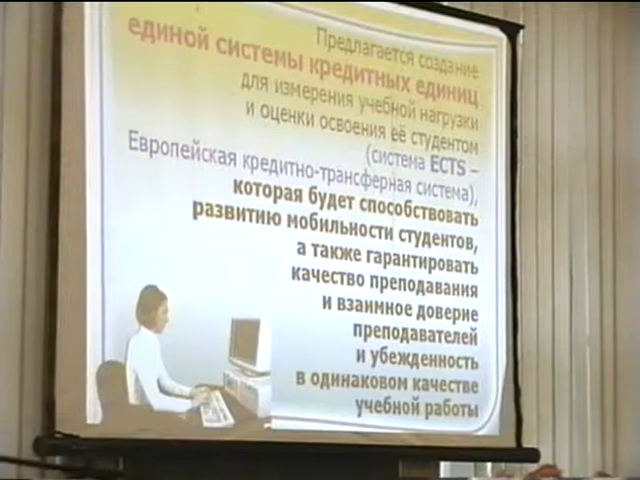 Предлагается создание
единой системы кредитных единиц
для измерения учебной нагрузки
и оценки освоения её студентом
(система ECTS –
Европейская кредитно-трансферная система),
которая будет способствовать
развитию мобильности студентов,
а также гарантировать
качество преподавания
и взаимное доверие
преподавателей
и убежденность
в одинаковом качестве
учебной работы